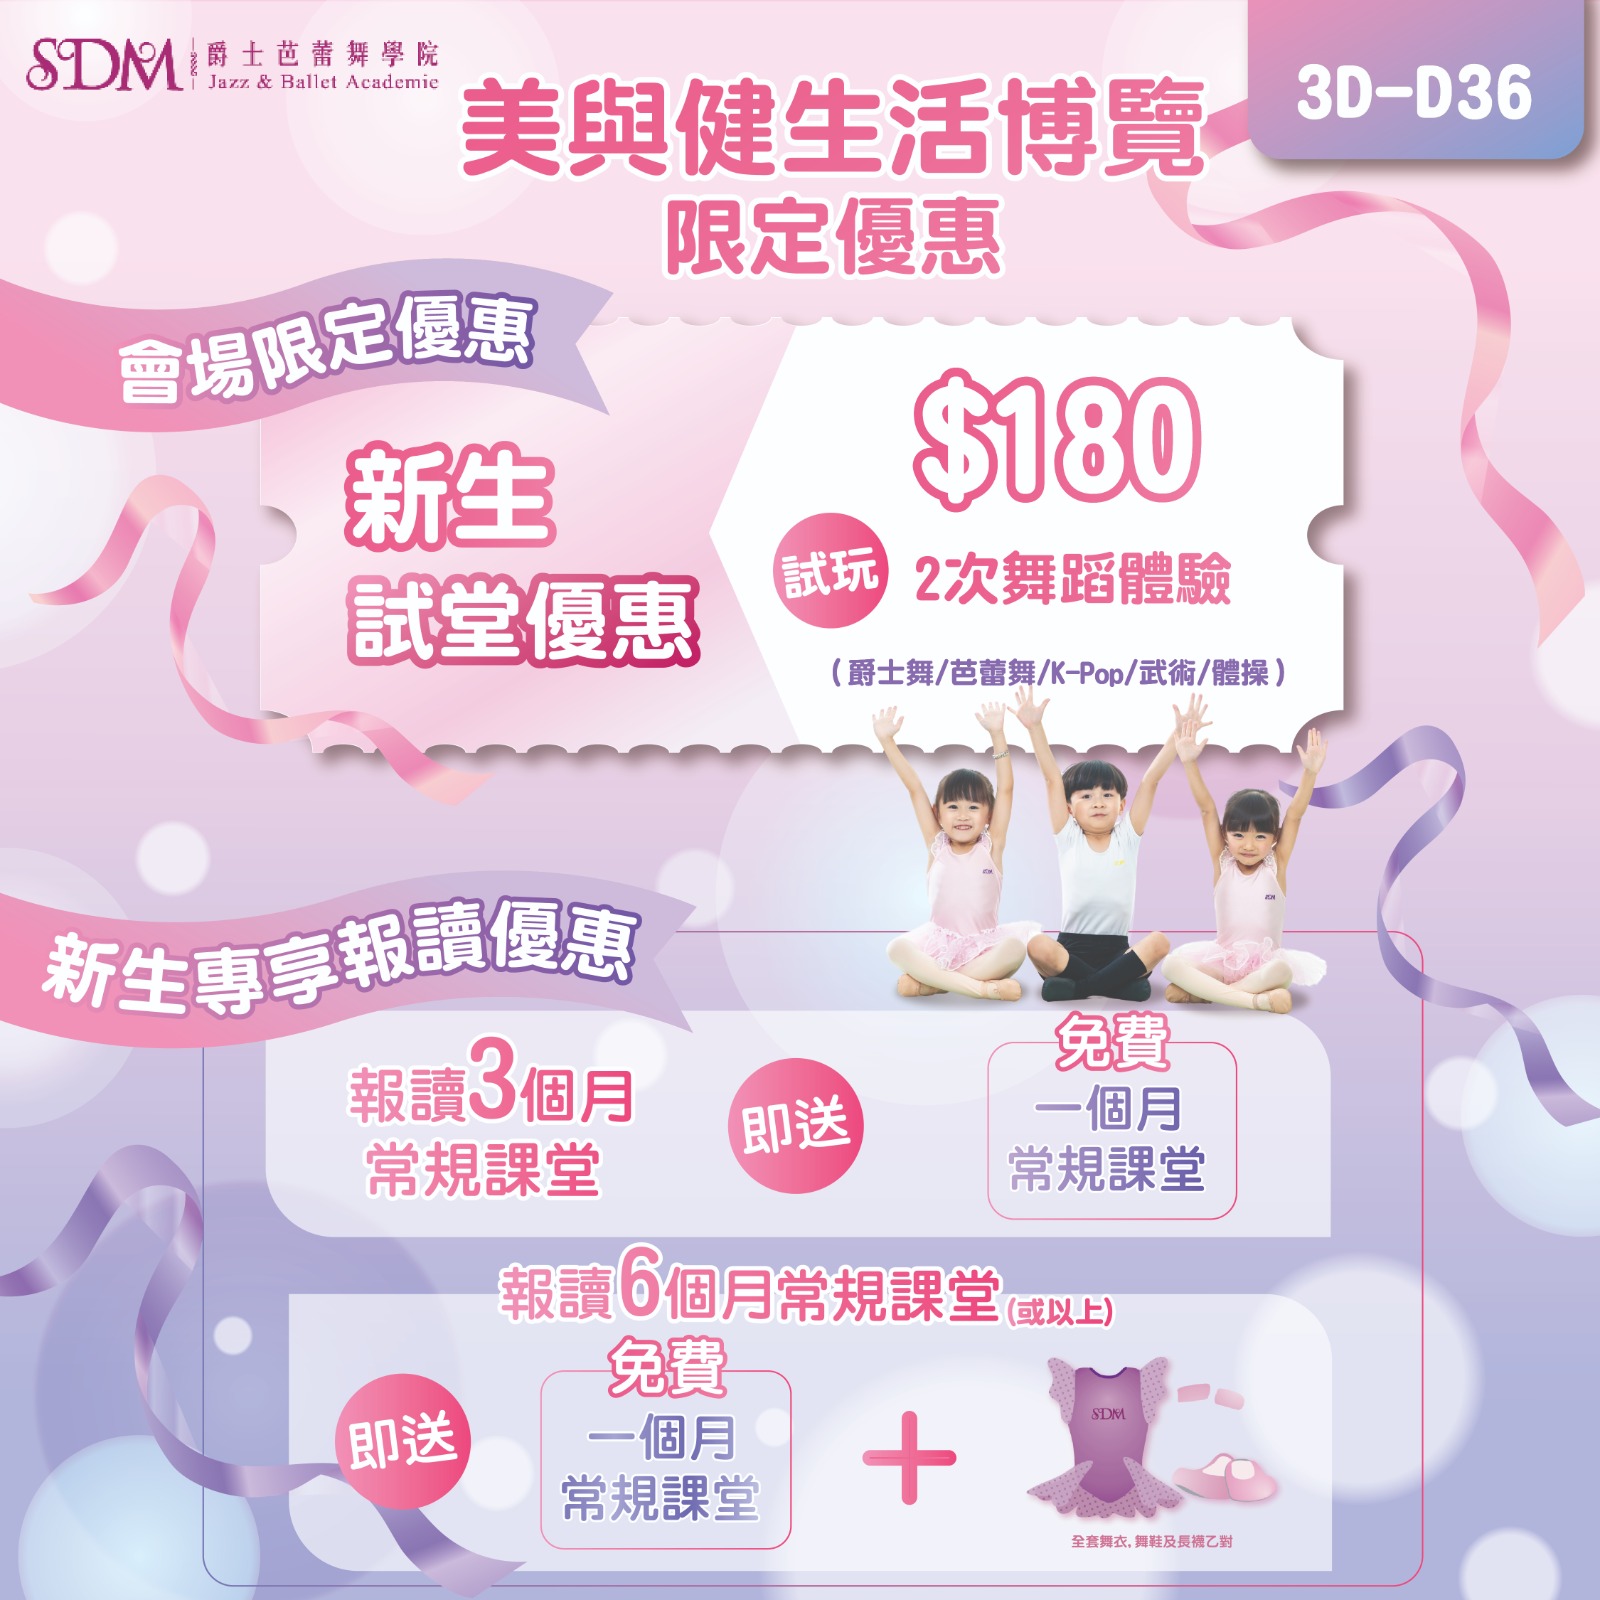 SDM 爵士芭蕾舞學院
Jazz & Ballet Academic
3D-D36
美與健生活博覽
限定優惠
會場限定優惠
新生
試堂優惠
$180
試玩 2次舞蹈體驗
(爵士舞/芭蕾舞/K-Pop/武術/體操)
新生專享報讀優惠
報讀3個月
常規課堂
即送
免費
一個月
常規課堂
報讀6個月常規課堂(或以上)
即送
免費
一個月
常規課堂
+
SDM
全套舞衣, 舞鞋及長襪乙對